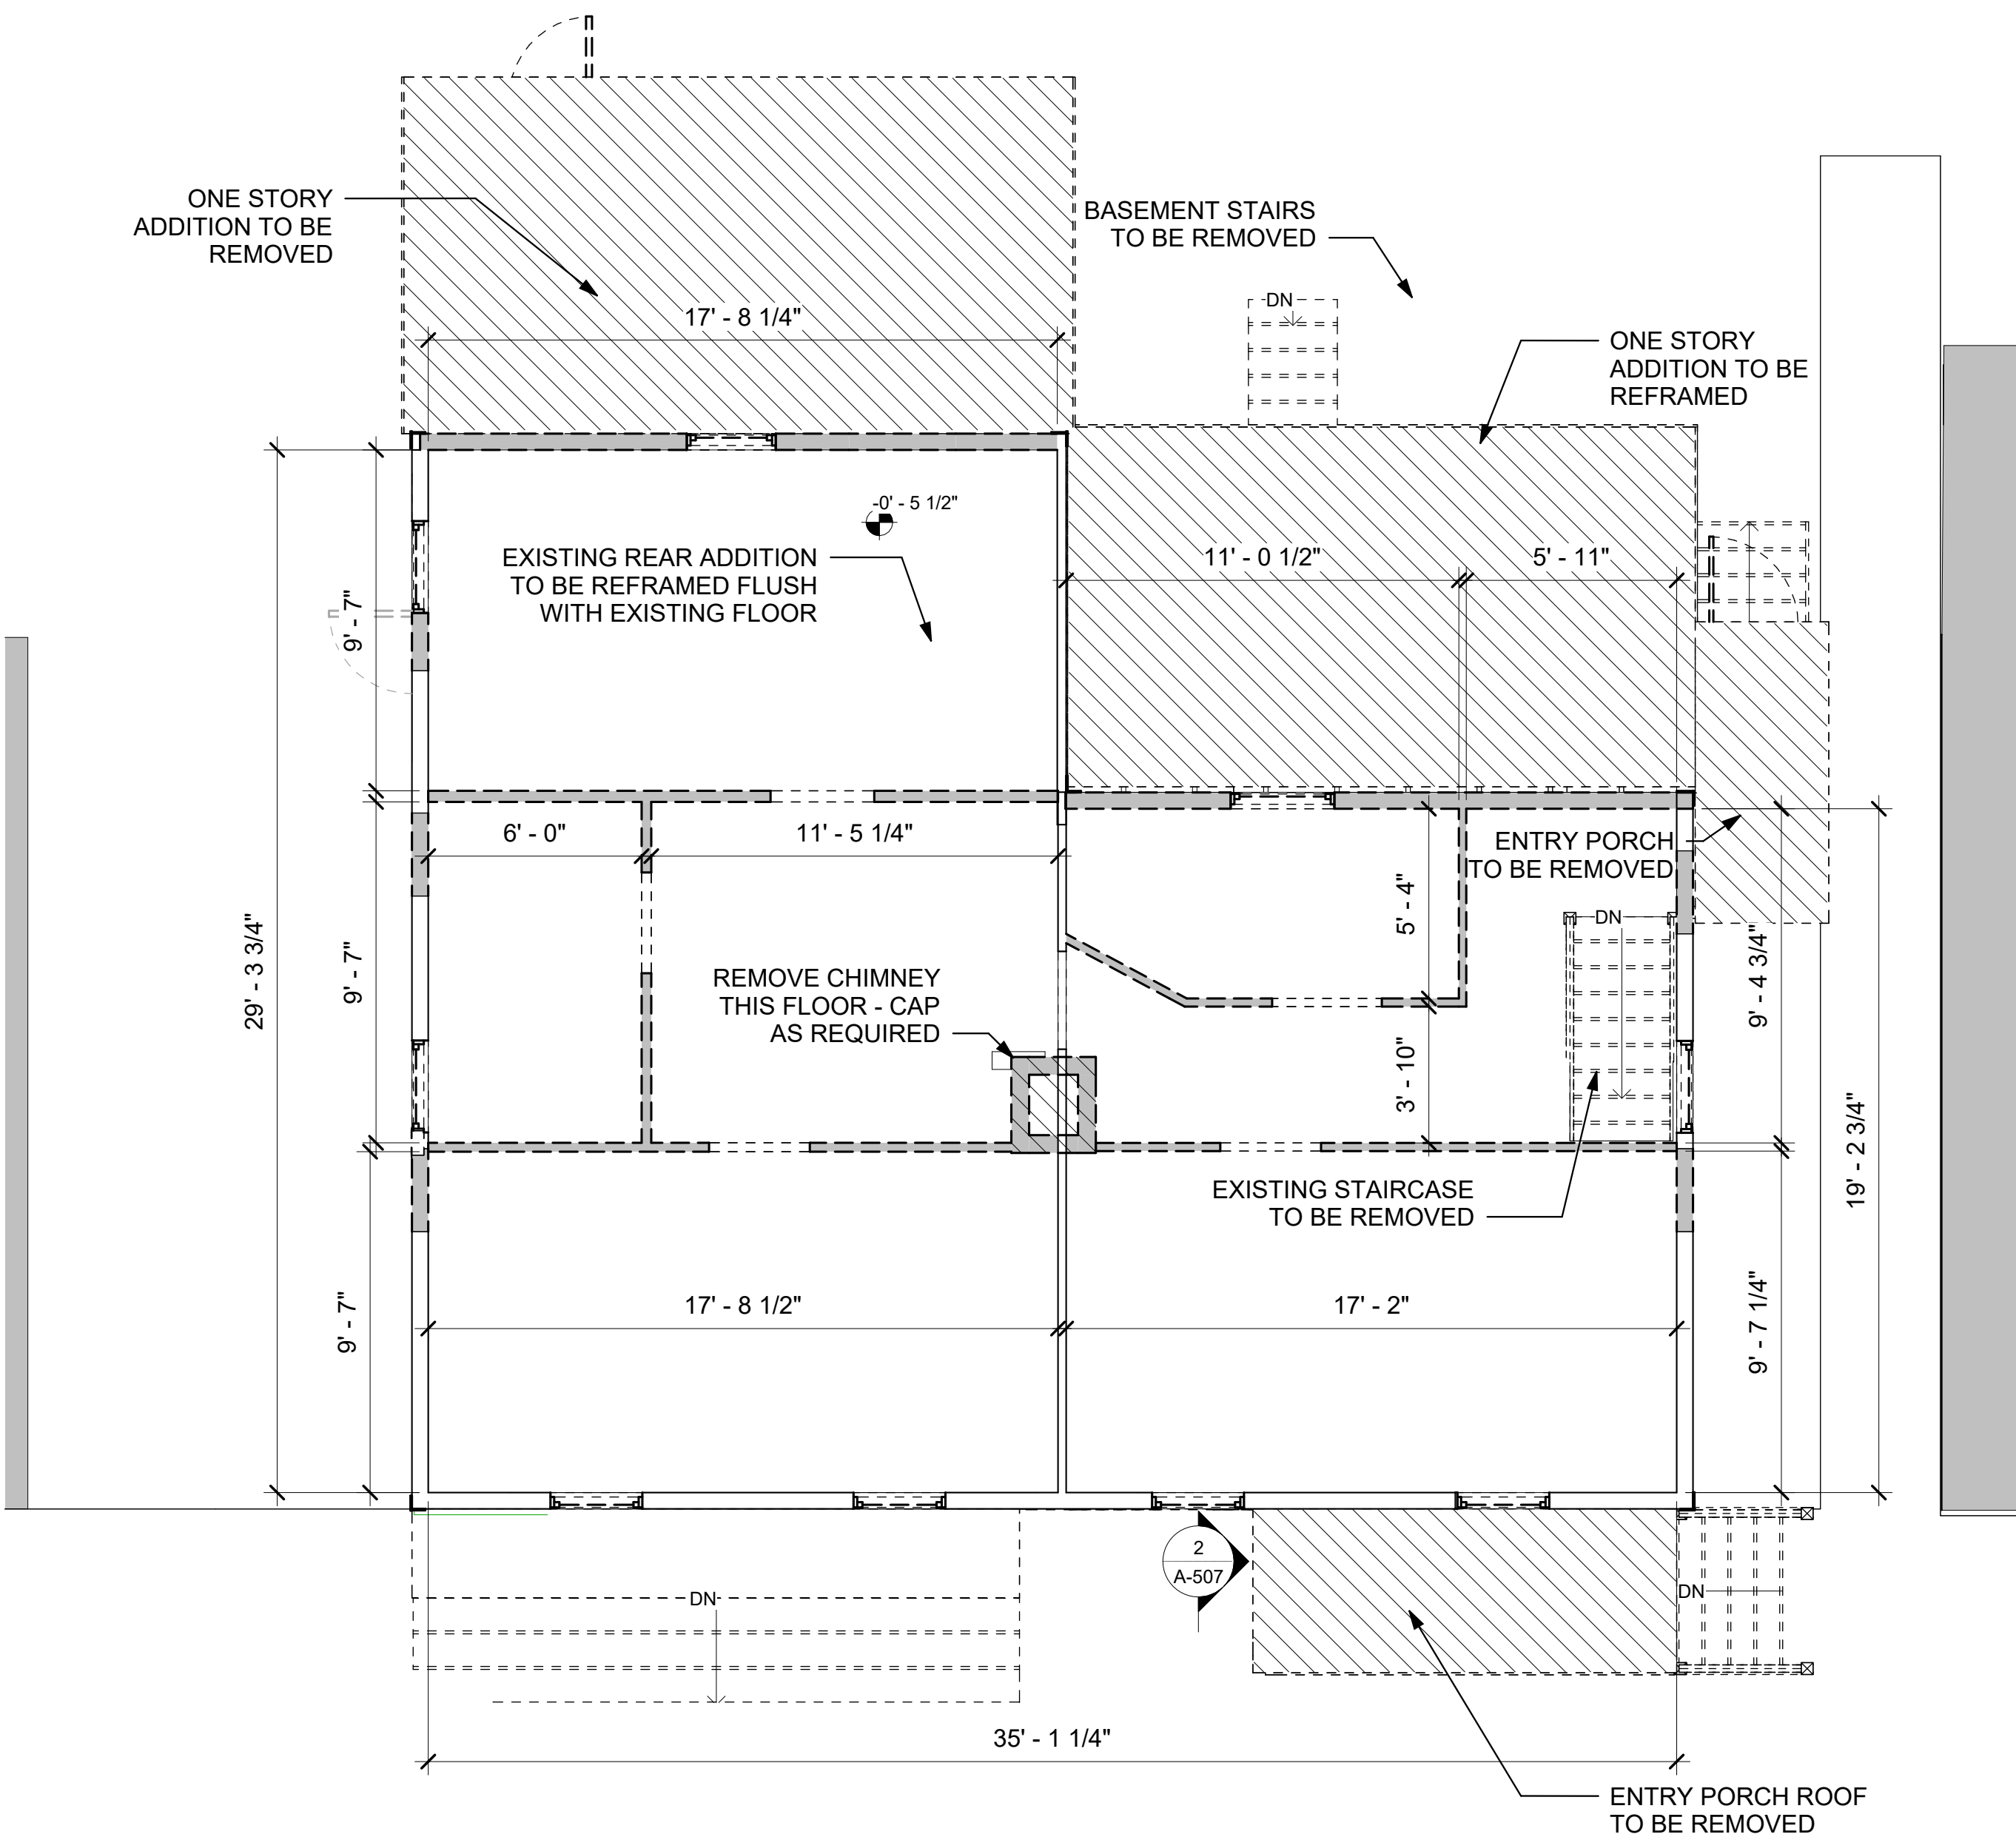 ONE STORY
ADDITION TO BE
REMOVED
BASEMENT STAIRS
TO BE REMOVED
DN
17' - 8 1/4"
ONE STORY
ADDITION TO BE
REFRAMED
-0' - 5 1/2"
EXISTING REAR ADDITION
TO BE REFRAMED FLUSH
WITH EXISTING FLOOR
11' - 0 1/2"
5' - 11"
9' - 7"
6' - 0"
11' - 5 1/4"
ENTRY PORCH
TO BE REMOVED
5' - 4"
DN
29' - 3 3/4"
9' - 7"
REMOVE CHIMNEY
THIS FLOOR - CAP
AS REQUIRED
9' - 4 3/4"
3' - 10"
19' - 2 3/4"
EXISTING STAIRCASE
TO BE REMOVED
9' - 7"
17' - 8 1/2"
17' - 2"
9' - 7 1/4"
2
A-507
DN
DN
35' - 1 1/4"
ENTRY PORCH ROOF
TO BE REMOVED